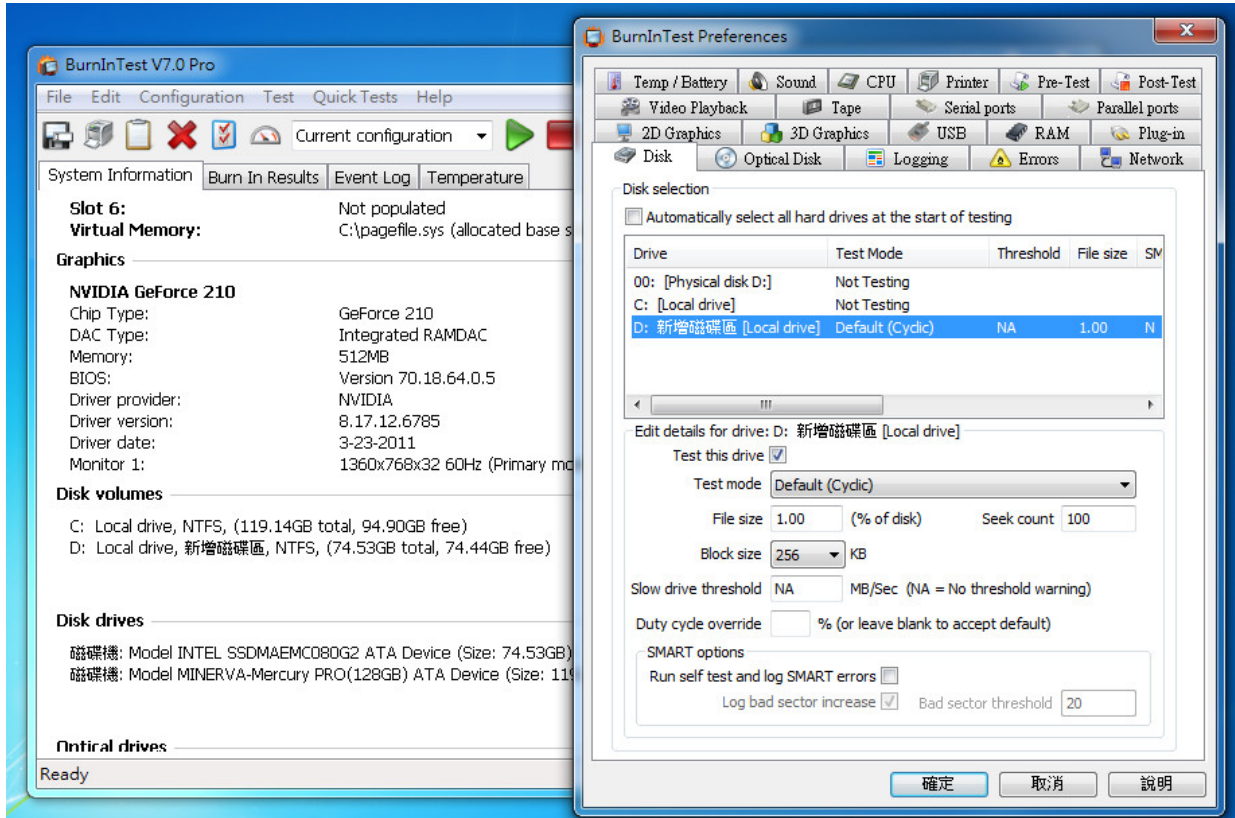 BurnInTest V7.0 Pro
File Edit Configuration Test Quick Tests Help
Current configuration
System Information Burn In Results Event Log Temperature
Slot 6: Not populated
Virtual Memory: C:\pagefile.sys (allocated base s
Graphics
NVIDIA GeForce 210
Chip Type: GeForce 210
DAC Type: Integrated RAMDAC
Memory: 512MB
BIOS: Version 70.18.64.0.5
Driver provider: NVIDIA
Driver version: 8.17.12.6785
Driver date: 3-23-2011
Monitor 1: 1360x768x32 60Hz (Primary mo
Disk volumes
C: Local drive, NTFS, (119.14GB total, 94.90GB free)
D: Local drive, 新增磁碟區, NTFS, (74.53GB total, 74.44GB free)
Disk drives
磁碟機: Model INTEL SSDMAEMC080G2 ATA Device (Size: 74.53GB)
磁碟機: Model MINERVA-Mercury PRO(128GB) ATA Device (Size: 119
Optical drives
Ready
BurnInTest Preferences
Temp / Battery Sound CPU Printer Pre-Test Post-Test
Video Playback Tape Serial ports Parallel ports
2D Graphics 3D Graphics USB RAM Plug-in
Disk Optical Disk Logging Errors Network
Disk selection
Automatically select all hard drives at the start of testing
Drive Test Mode Threshold File size SM
00: [Physical disk D:] Not Testing
C: [Local drive] Not Testing
D: 新增磁碟區 [Local drive] Default (Cyclic) NA 1.00 N
Edit details for drive: D: 新增磁碟區 [Local drive]
Test this drive
Test mode Default (Cyclic)
File size 1.00 (% of disk) Seek count 100
Block size 256 KB
Slow drive threshold NA MB/Sec (NA = No threshold warning)
Duty cycle override % (or leave blank to accept default)
SMART options
Run self test and log SMART errors
Log bad sector increase Bad sector threshold 20
確定 取消 說明